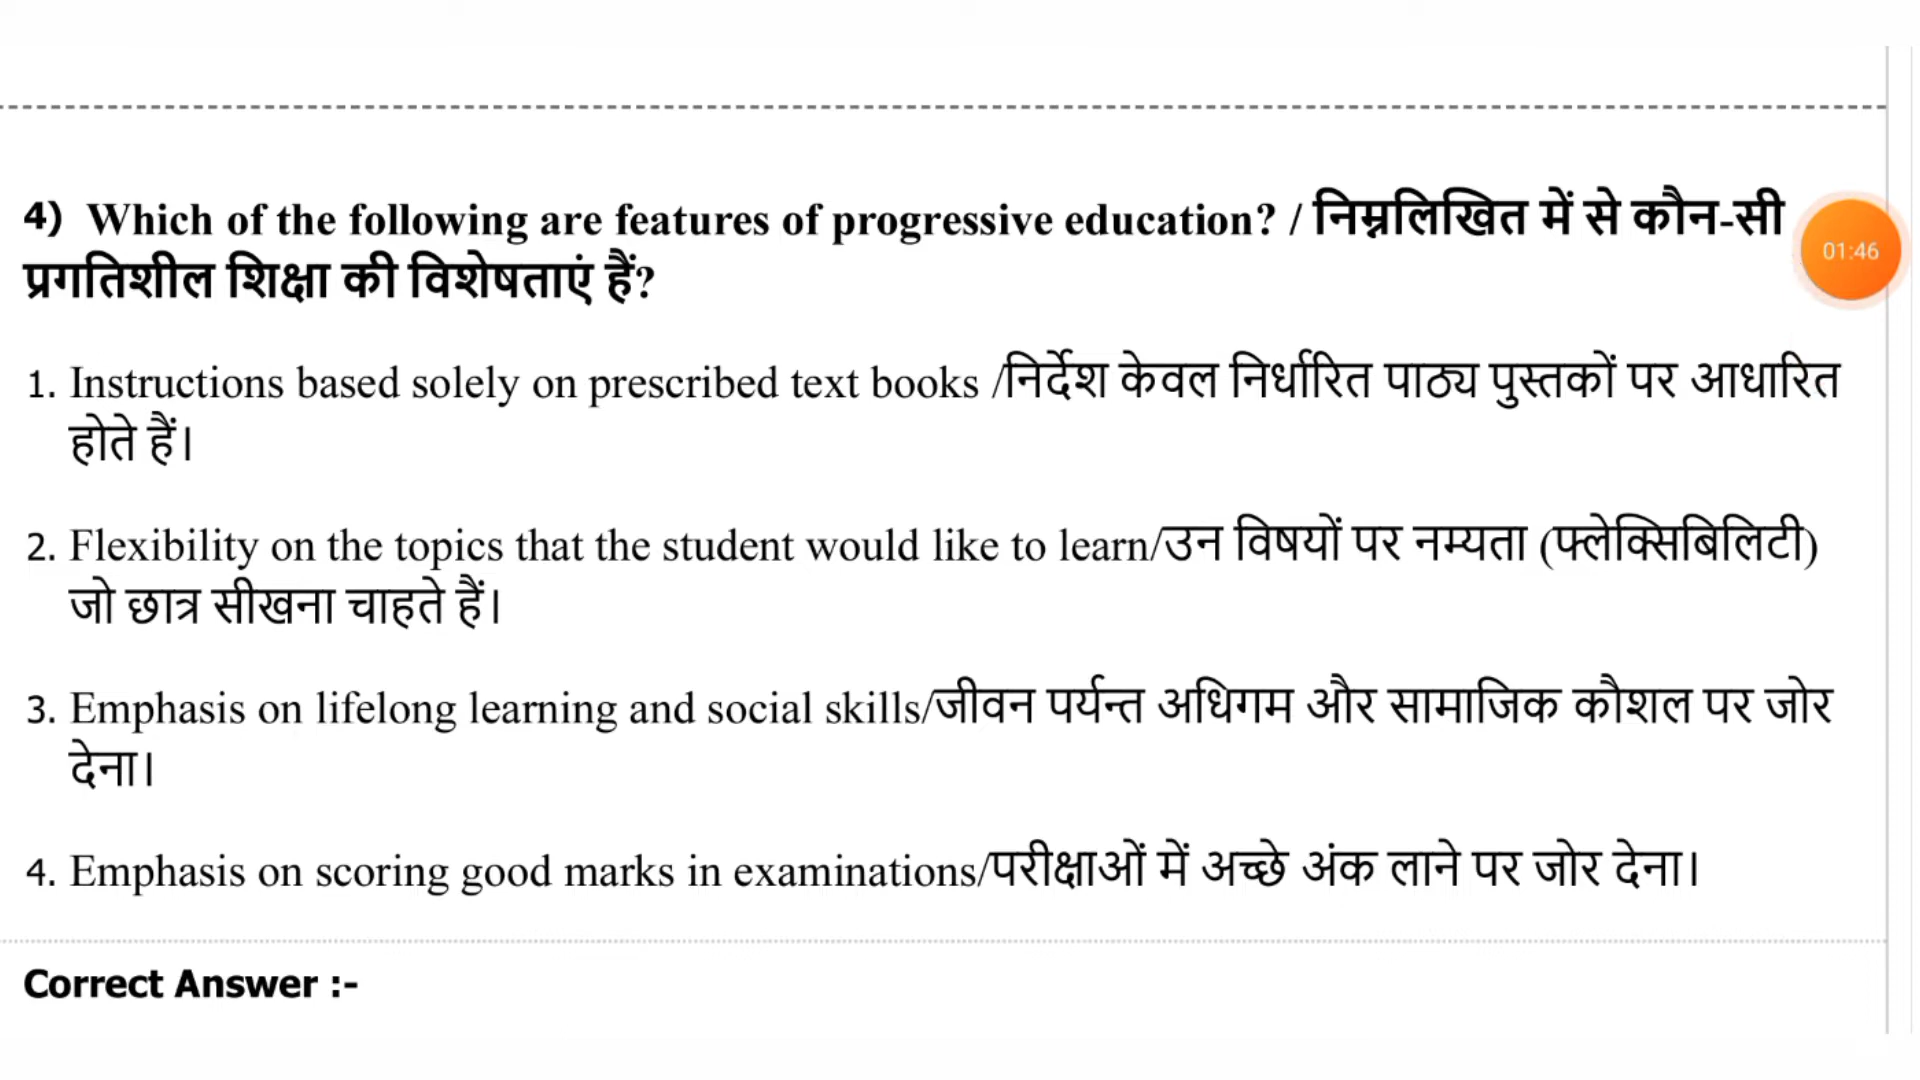 4) Which of the following are features of progressive education? / निम्नलिखित में से कौन-सी
प्रगतिशील शिक्षा की विशेषताएं हैं?
01:46
1. Instructions based solely on prescribed text books /निर्देश केवल निर्धारित पाठ्य पुस्तकों पर आधारित
होते हैं।
2. Flexibility on the topics that the student would like to learn/उन विषयों पर नम्यता (फ्लेक्सिबिलिटी)
जो छात्र सीखना चाहते हैं।
3. Emphasis on lifelong learning and social skills/जीवन पर्यन्त अधिगम और सामाजिक कौशल पर जोर
देना।
4. Emphasis on scoring good marks in examinations/परीक्षाओं में अच्छे अंक लाने पर जोर देना।
Correct Answer :-